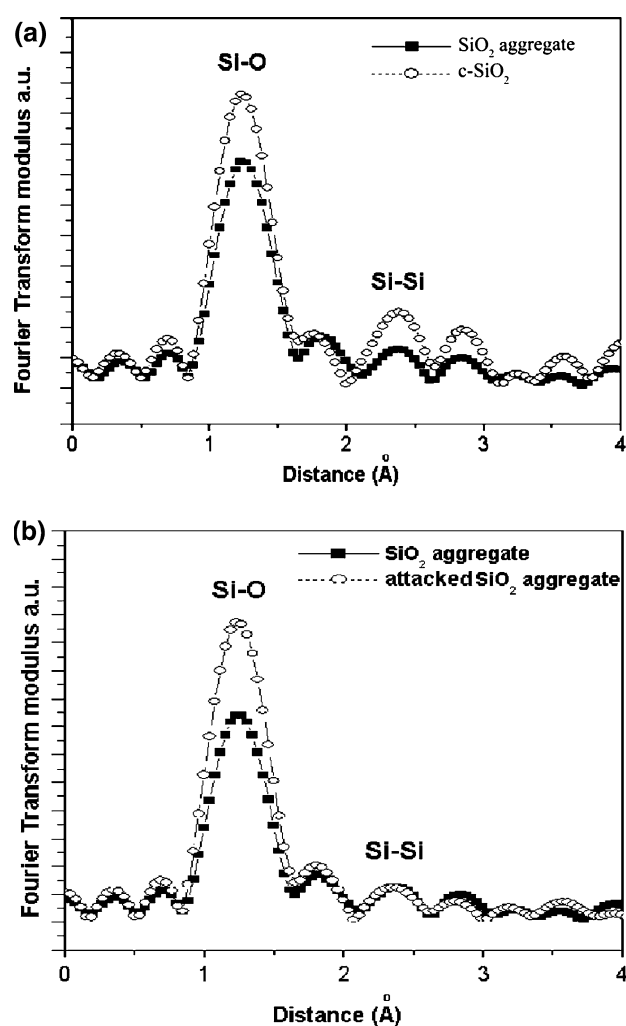 (a)
SiO2 aggregate
c-SiO2
Si-O
Si-Si
Fourier Transform modulus a.u.
0 1 2 3 4
Distance (Å)
(b)
SiO2 aggregate
attacked SiO2 aggregate
Si-O
Si-Si
Fourier Transform modulus a.u.
0 1 2 3 4
Distance (Å)